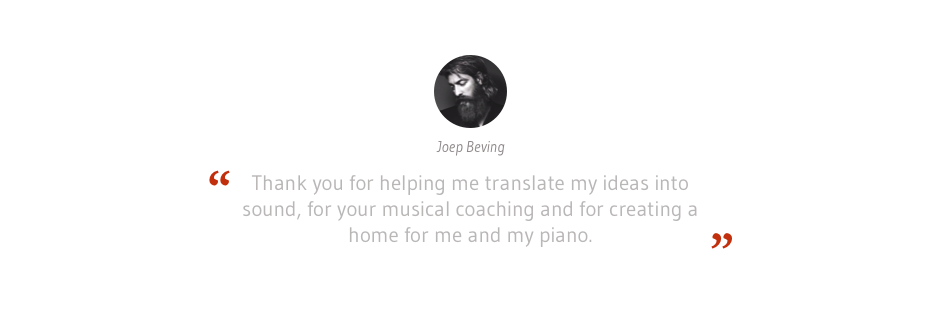 Joep Beving
“ Thank you for helping me translate my ideas into
sound, for your musical coaching and for creating a
home for me and my piano. ”